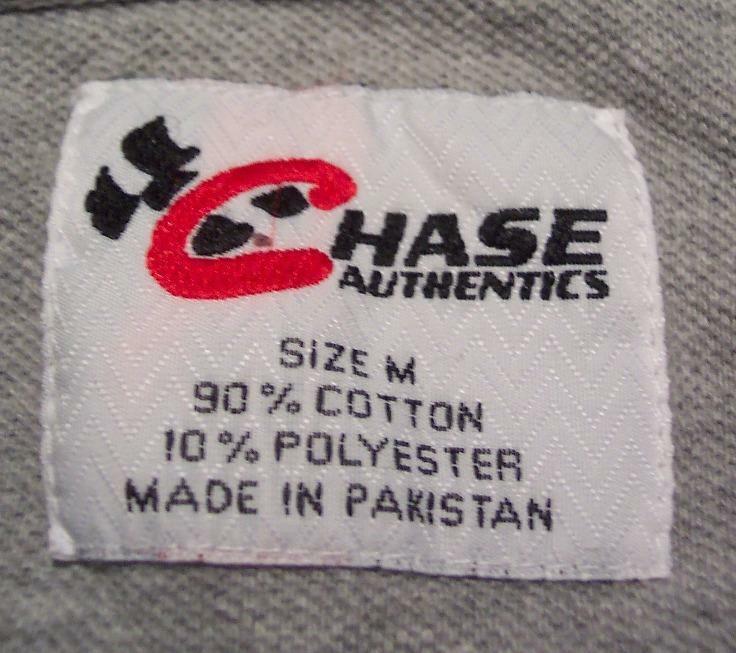 CHASE
AUTHENTICS
SIZE M
90% COTTON
10% POLYESTER
MADE IN PAKISTAN